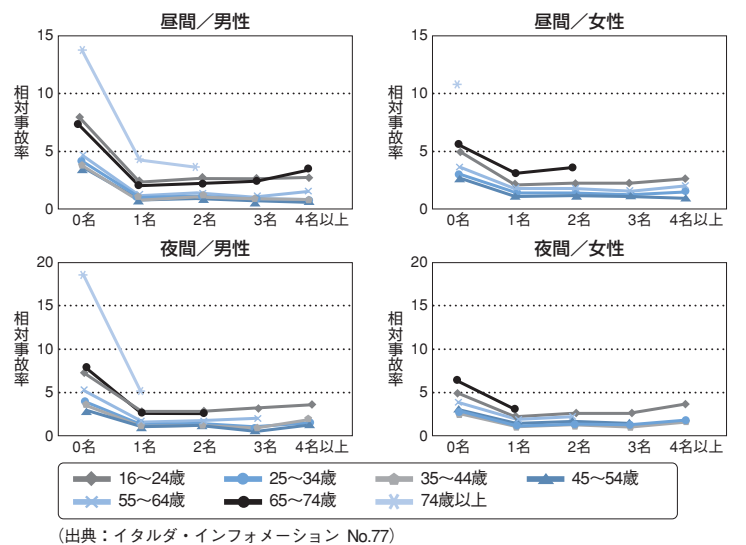 昼間／男性
15
10
5
0
相対事故率
0名 1名 2名 3名 4名以上
昼間／女性
15
10
5
0
相対事故率
0名 1名 2名 3名 4名以上
夜間／男性
20
15
10
5
0
相対事故率
0名 1名 2名 3名 4名以上
夜間／女性
20
15
10
5
0
相対事故率
0名 1名 2名 3名 4名以上
16〜24歳 25〜34歳 35〜44歳 45〜54歳
55〜64歳 65〜74歳 74歳以上
（出典：イタルダ・インフォメーション No.77）